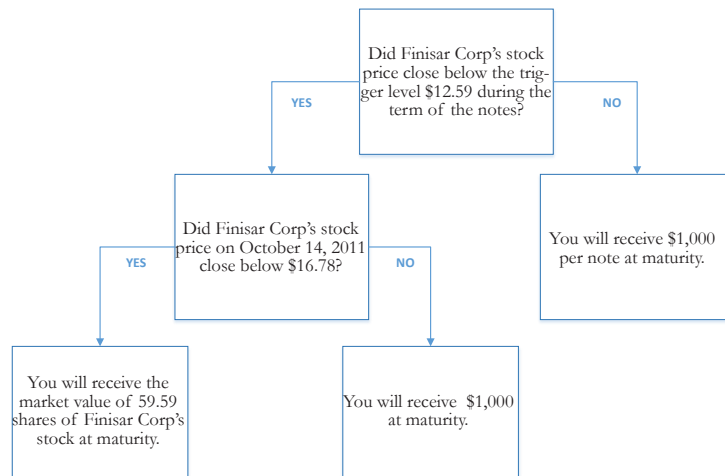 Did Finisar Corp's stock
price close below the trig-
ger level $12.59 during the
term of the notes?
YES
NO
Did Finisar Corp's stock
price on October 14, 2011
close below $16.78?
You will receive $1,000
per note at maturity.
YES
NO
You will receive the
market value of 59.59
shares of Finisar Corp's
stock at maturity.
You will receive $1,000
at maturity.